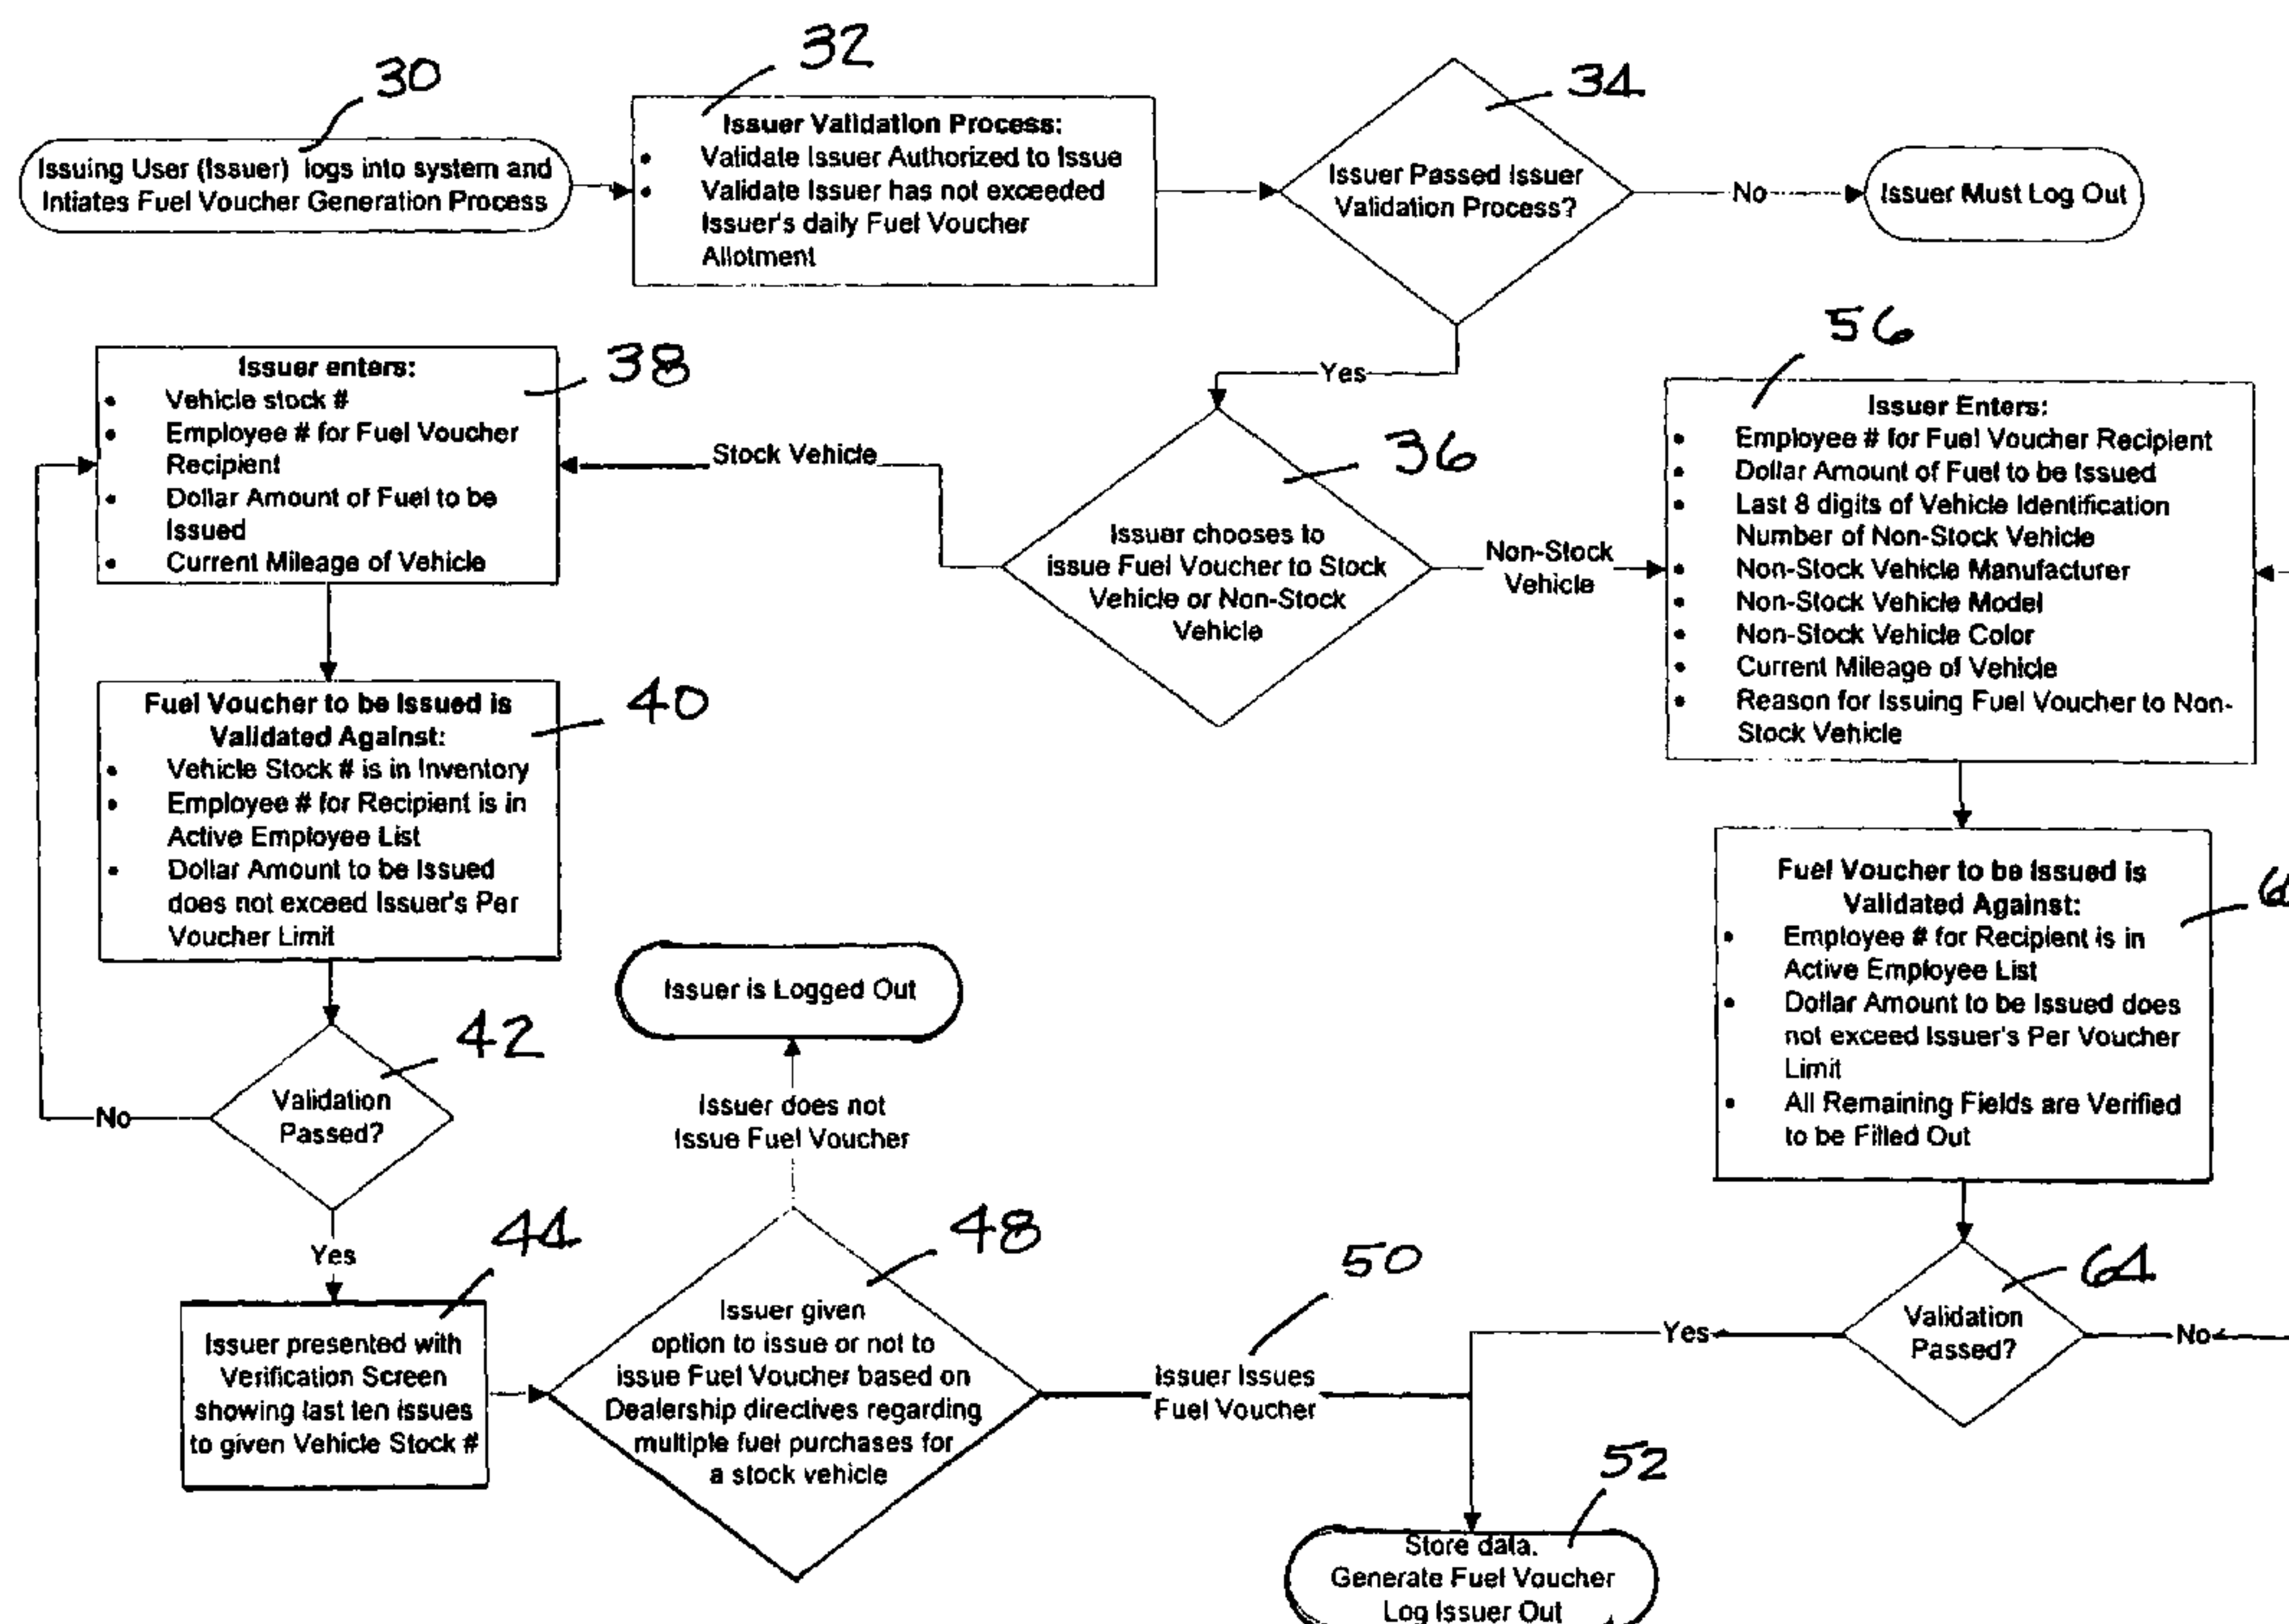 30
Issuing User (Issuer) logs into system and
Intiates Fuel Voucher Generation Process
32
Issuer Validation Process:
• Validate Issuer Authorized to Issue
• Validate Issuer has not exceeded
Issuer's daily Fuel Voucher
Allotment
34
Issuer Passed Issuer
Validation Process?
No
Issuer Must Log Out
Yes
38
Issuer enters:
• Vehicle stock #
• Employee # for Fuel Voucher
Recipient
• Dollar Amount of Fuel to be
Issued
• Current Mileage of Vehicle
Stock Vehicle
36
Issuer chooses to
issue Fuel Voucher to Stock
Vehicle or Non-Stock
Vehicle
Non-Stock
Vehicle
56
Issuer Enters:
• Employee # for Fuel Voucher Recipient
• Dollar Amount of Fuel to be Issued
• Last 8 digits of Vehicle Identification
Number of Non-Stock Vehicle
• Non-Stock Vehicle Manufacturer
• Non-Stock Vehicle Model
• Non-Stock Vehicle Color
• Current Mileage of Vehicle
• Reason for Issuing Fuel Voucher to Non-
Stock Vehicle
40
Fuel Voucher to be Issued is
Validated Against:
• Vehicle Stock # is in Inventory
• Employee # for Recipient is in
Active Employee List
• Dollar Amount to be Issued
does not exceed Issuer's Per
Voucher Limit
Fuel Voucher to be Issued is
Validated Against:
• Employee # for Recipient is in
Active Employee List
• Dollar Amount to be Issued does
not exceed Issuer's Per Voucher
Limit
• All Remaining Fields are Verified
to be Filled Out
42
Validation
Passed?
No
Yes
Issuer is Logged Out
Issuer does not
Issue Fuel Voucher
44
Issuer presented with
Verification Screen
showing last ten issues
to given Vehicle Stock #
48
Issuer given
option to issue or not to
issue Fuel Voucher based on
Dealership directives regarding
multiple fuel purchases for
a stock vehicle
50
Issuer Issues
Fuel Voucher
64
Validation
Passed?
Yes
No
52
Store data.
Generate Fuel Voucher
Log Issuer Out